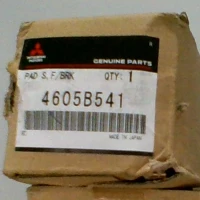 GENUINE PARTS
PAD S, F/BRK QTY: 1
4605B541
MADE IN JAPAN